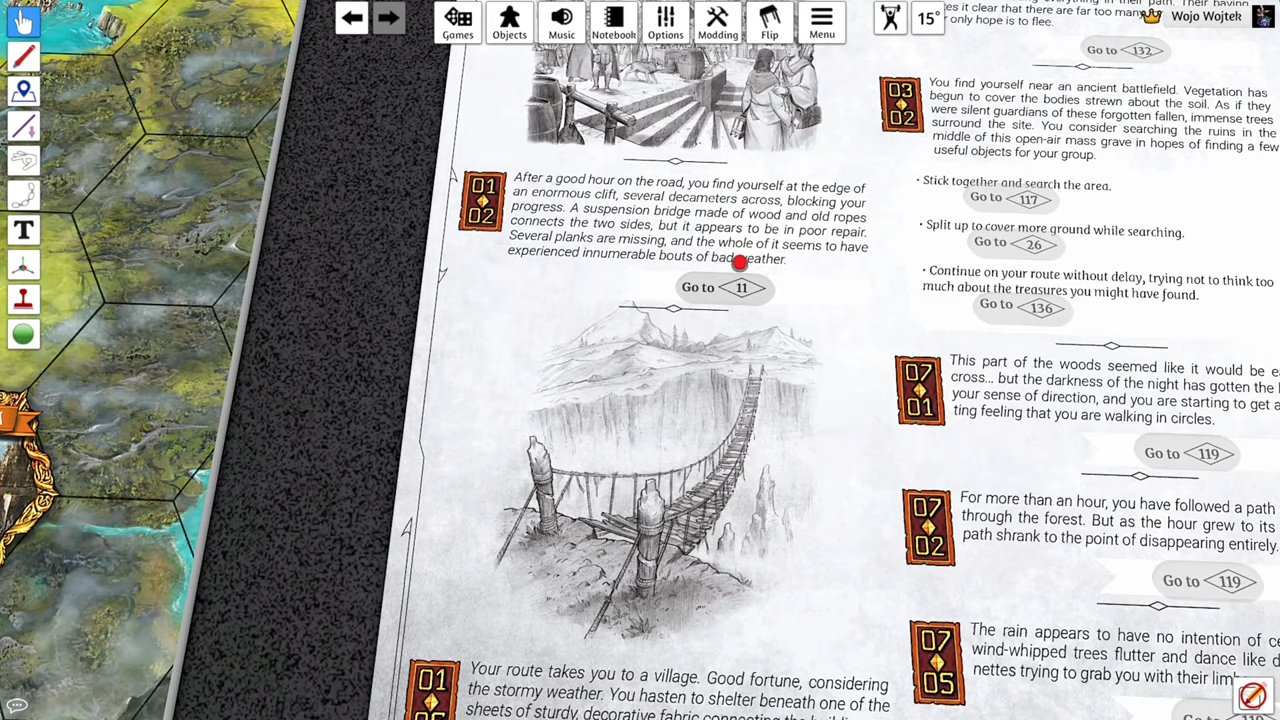 Games
Objects
Music
Notebook
Options
Modding
Flip
Menu
15°
Wojo Wojtek
T
01
02
After a good hour on the road, you find yourself at the edge of
an enormous clift, several decameters across, blocking your
progress. A suspension bridge made of wood and old ropes
connects the two sides, but it appears to be in poor repair.
Several planks are missing, and the whole of it seems to have
experienced innumerable bouts of bad weather.
Go to 11
01
Your route takes you to a village. Good fortune, considering
the stormy weather. You hasten to shelter beneath one of the
sheets of sturdy, decorative fabric connecting the
es it clear that there are far too many
only hope is to flee.
Go to 132
03
02
You find yourself near an ancient battlefield. Vegetation has
begun to cover the bodies strewn about the soil. As if they
were silent guardians of these forgotten fallen, immense trees
surround the site. You consider searching the ruins in the
middle of this open-air mass grave in hopes of finding a few
useful objects for your group.
· Stick together and search the area.
Go to 117
· Split up to cover more ground while searching.
Go to 26
· Continue on your route without delay, trying not to think too
much about the treasures you might have found.
Go to 136
07
01
This part of the woods seemed like it would be
cross... but the darkness of the night has gotten the
your sense of direction, and you are starting to get a
ting feeling that you are walking in circles.
Go to 119
07
02
For more than an hour, you have followed a path
through the forest. But as the hour grew to its
path shrank to the point of disappearing entirely.
Go to 119
07
05
The rain appears to have no intention of
wind-whipped trees flutter and dance like
nettes trying to grab you with their